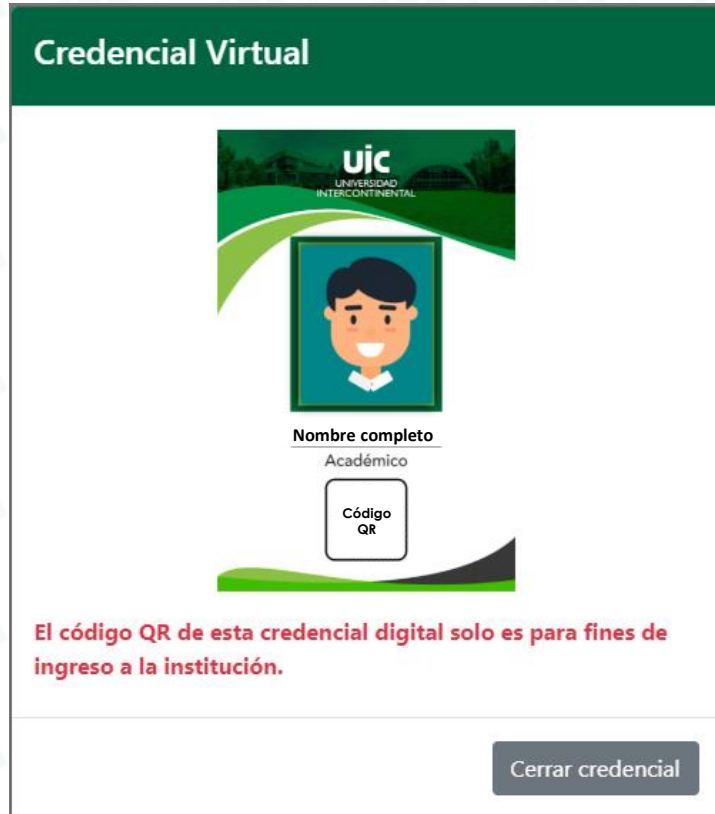 Credencial Virtual
uic
UNIVERSIDAD
INTERCONTINENTAL
Nombre completo
Académico
Código
QR
El código QR de esta credencial digital solo es para fines de
ingreso a la institución.
Cerrar credencial